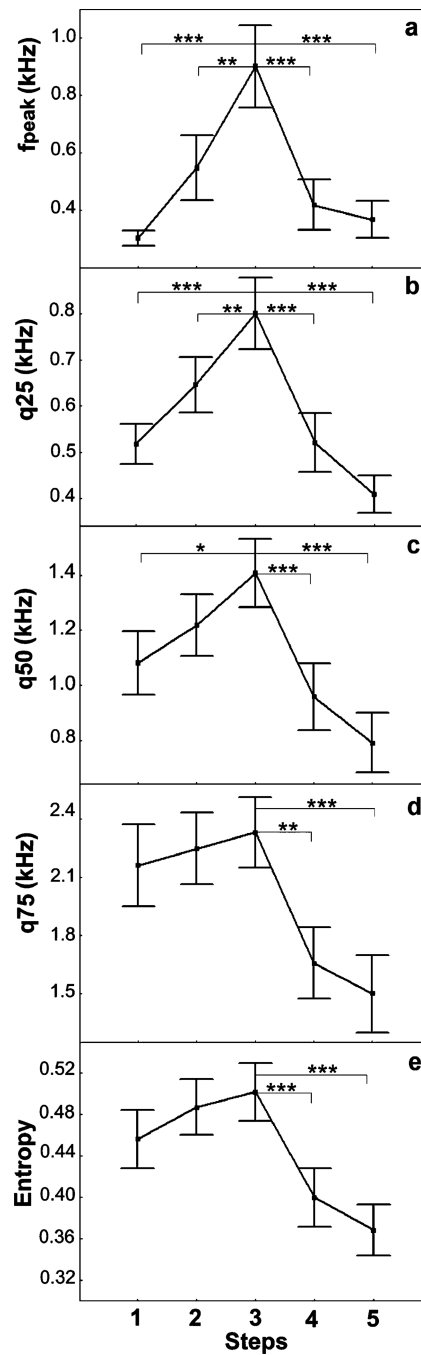 a
1.0
*** ***
** ***
0.8
0.6
0.4
fpeak (kHz)
b
0.8
*** ***
** ***
0.7
0.6
0.5
0.4
q25 (kHz)
c
* ***
***
1.4
1.2
1.0
0.8
q50 (kHz)
d
***
**
2.4
2.1
1.8
1.5
q75 (kHz)
e
***
***
0.52
0.48
0.44
0.40
0.36
0.32
Entropy
1 2 3 4 5
Steps